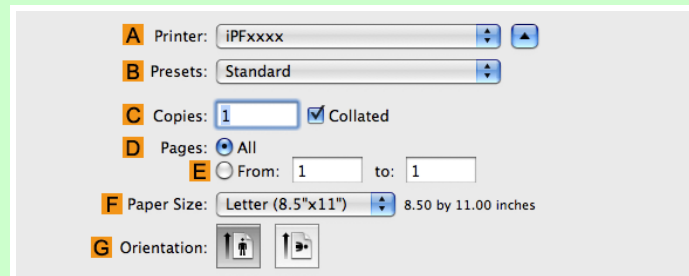 A Printer: iPFxxxx
B Presets: Standard
C Copies: 1 Collated
D Pages: All
E From: 1 to: 1
F Paper Size: Letter (8.5"x11") 8.50 by 11.00 inches
G Orientation: